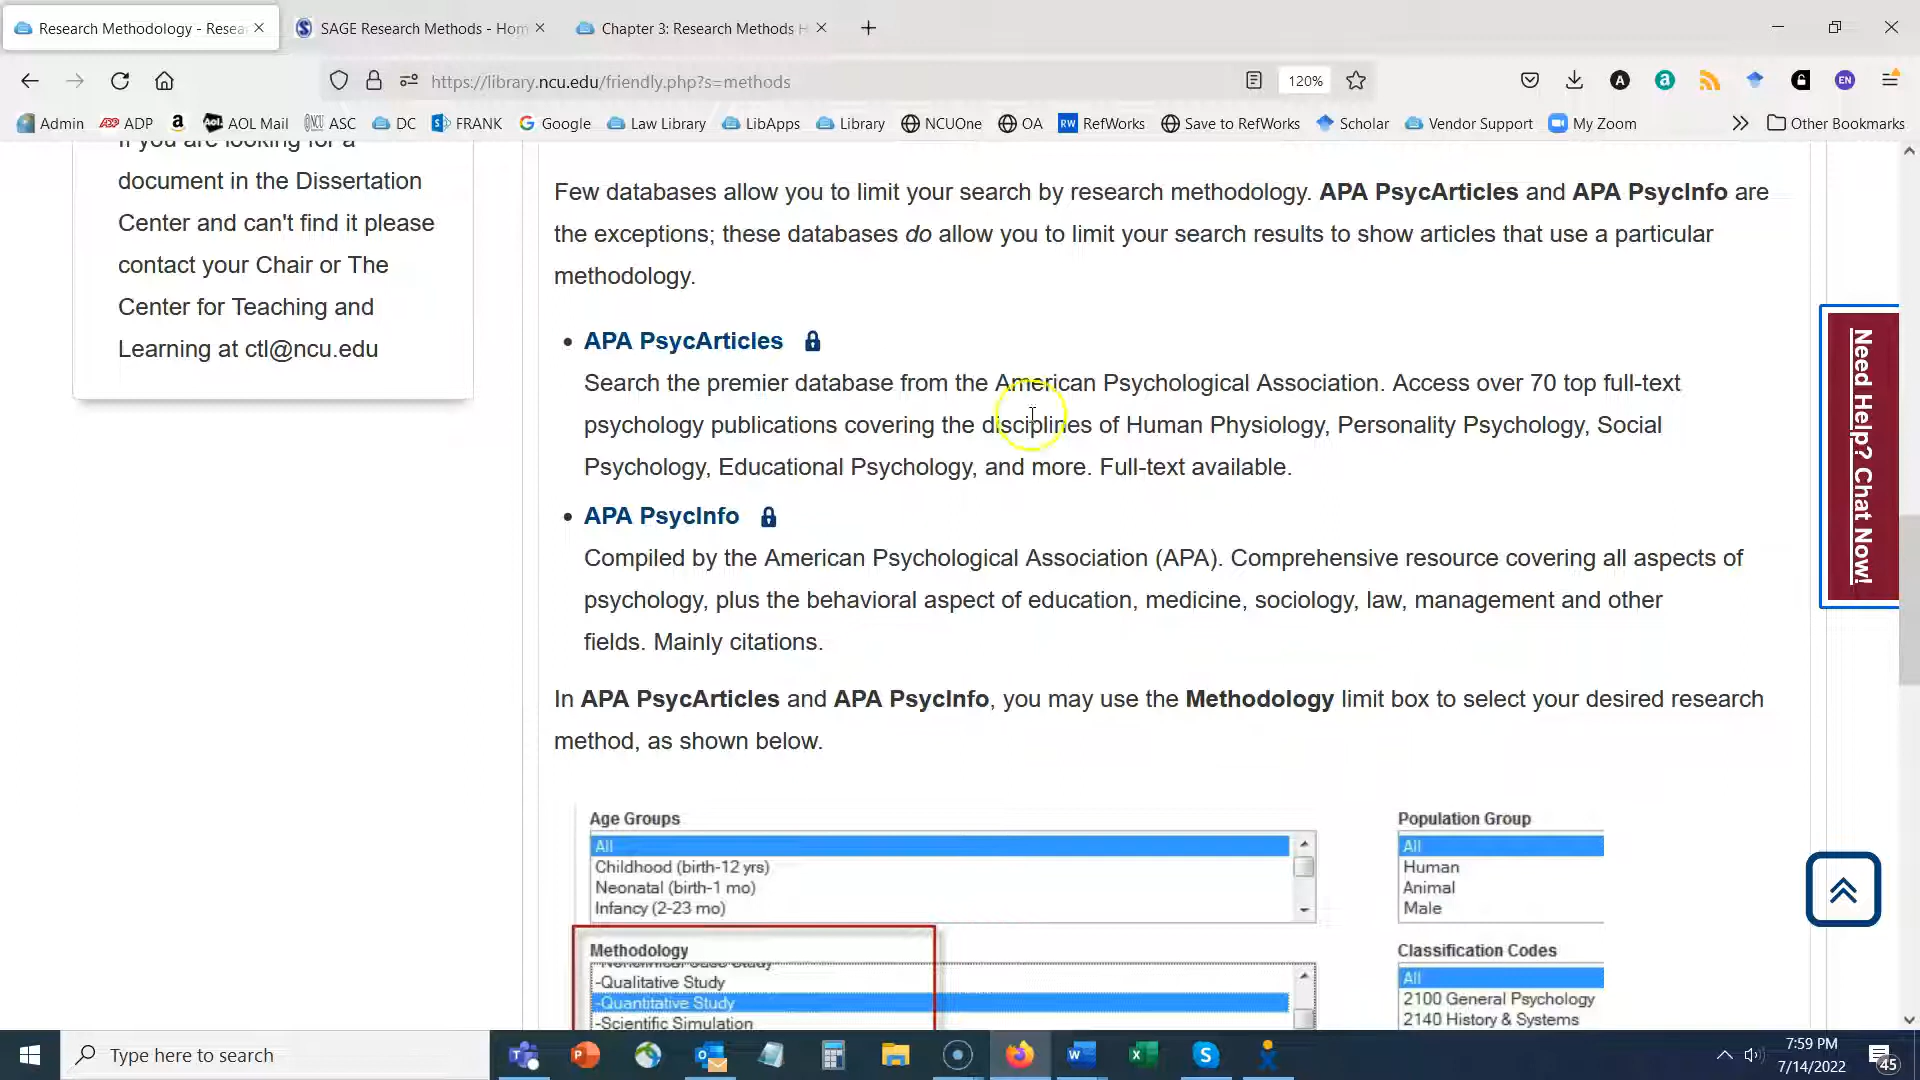 Research Methodology - Resea
SAGE Research Methods - Hom
Chapter 3: Research Methods H
https://library.ncu.edu/friendly.php?s=methods
120%
A
a
EN
Admin
ADP
a
Aol.
AOL Mail
NCU
ASC
DC
FRANK
Google
Law Library
LibApps
Library
NCUOne
OA
RW
RefWorks
Save to RefWorks
Scholar
Vendor Support
My Zoom
Other Bookmarks
If you are looking for a
document in the Dissertation
Center and can't find it please
contact your Chair or The
Center for Teaching and
Learning at ctl@ncu.edu
Few databases allow you to limit your search by research methodology. APA PsycArticles and APA PsycInfo are
the exceptions; these databases do allow you to limit your search results to show articles that use a particular
methodology.
• APA PsycArticles
Search the premier database from the American Psychological Association. Access over 70 top full-text
psychology publications covering the disciplines of Human Physiology, Personality Psychology, Social
Psychology, Educational Psychology, and more. Full-text available.
• APA PsycInfo
Compiled by the American Psychological Association (APA). Comprehensive resource covering all aspects of
psychology, plus the behavioral aspect of education, medicine, sociology, law, management and other
fields. Mainly citations.
In APA PsycArticles and APA PsycInfo, you may use the Methodology limit box to select your desired research
method, as shown below.
Age Groups
All
Childhood (birth-12 yrs)
Neonatal (birth-1 mo)
Infancy (2-23 mo)
Population Group
All
Human
Animal
Male
Methodology
-Nonclinical Case Study
-Qualitative Study
-Quantitative Study
-Scientific Simulation
Classification Codes
All
2100 General Psychology
2140 History & Systems
Need Help? Chat Now!
Type here to search
7:59 PM
7/14/2022
45